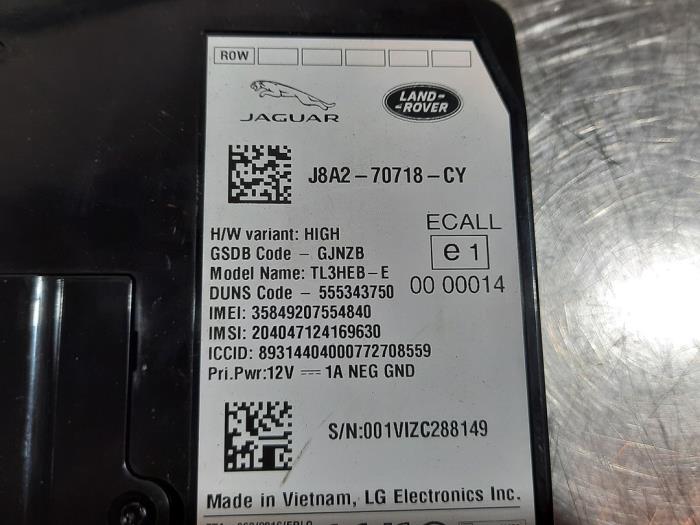 ROW
JAGUAR
LAND-
-ROVER
J8A2-70718-CY
H/W variant: HIGH
GSDB Code - GJNZB
Model Name: TL3HEB-E
DUNS Code - 555343750
IMEI: 35849207554840
IMSI: 204047124169630
ICCID: 89314404000772708559
Pri.Pwr:12V ⎓ 1A NEG GND
ECALL
e 1
00 00014
S/N:001VIZC288149
Made in Vietnam, LG Electronics Inc.